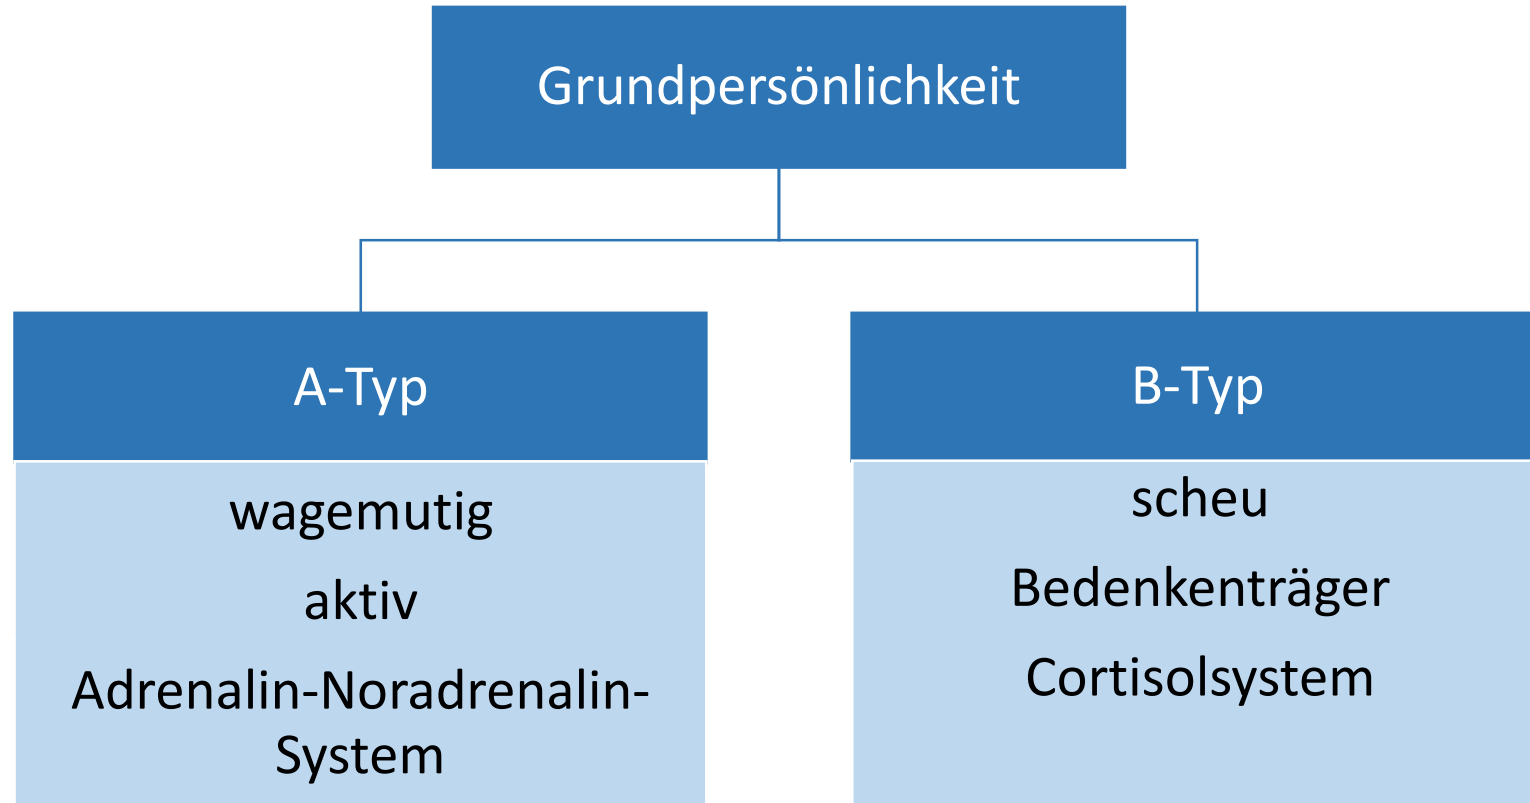 Grundpersönlichkeit
A-Typ
wagemutig
aktiv
Adrenalin-Noradrenalin-
System
B-Typ
scheu
Bedenkenträger
Cortisolsystem